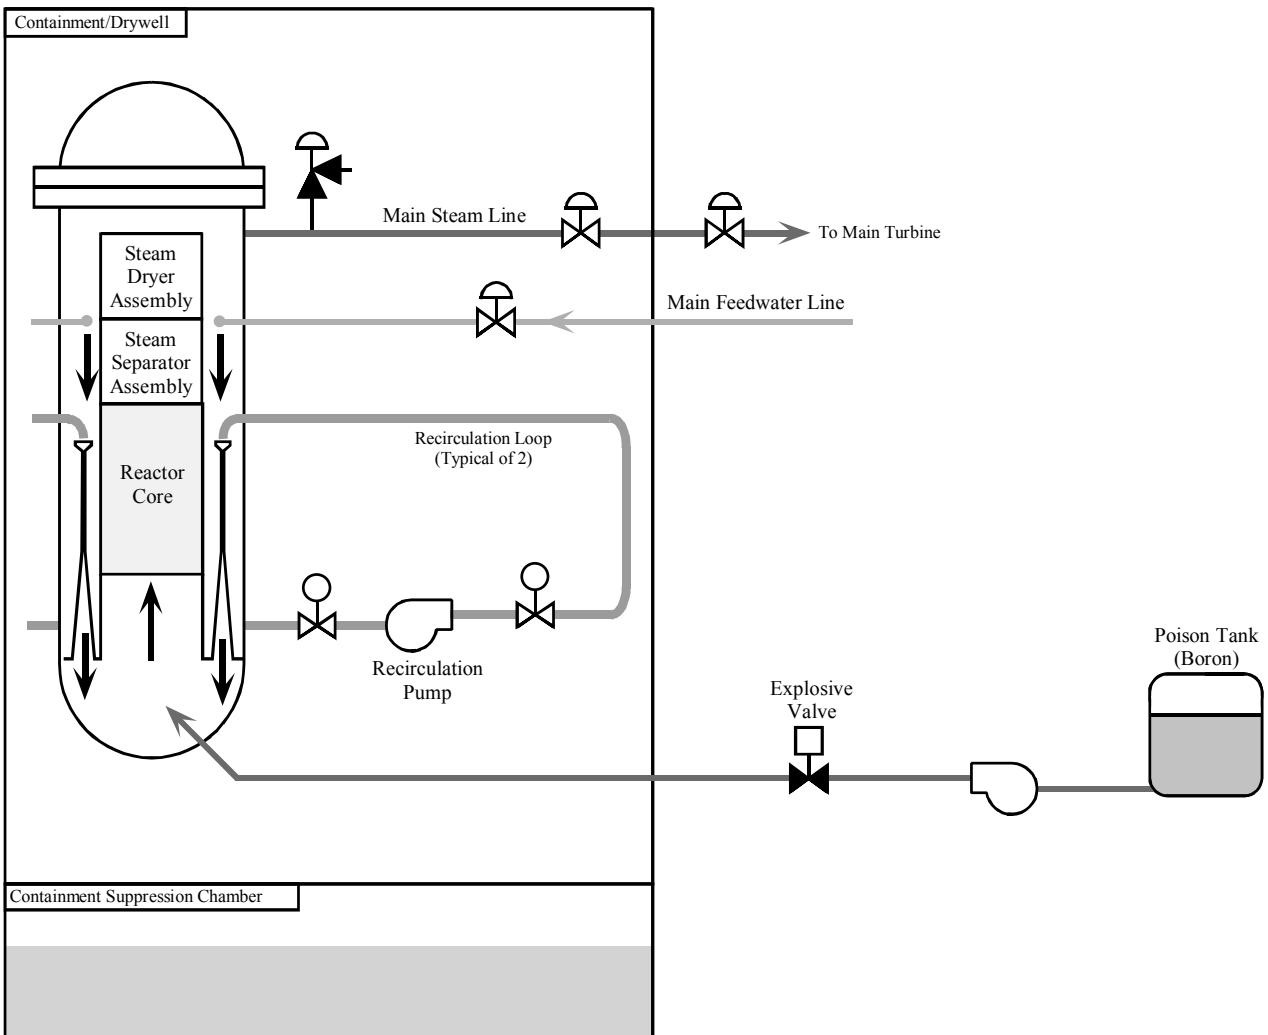 Containment/Drywell
Main Steam Line
To Main Turbine
Steam
Dryer
Assembly
Main Feedwater Line
Steam
Separator
Assembly
Recirculation Loop
(Typical of 2)
Reactor
Core
Recirculation
Pump
Explosive
Valve
Poison Tank
(Boron)
Containment Suppression Chamber